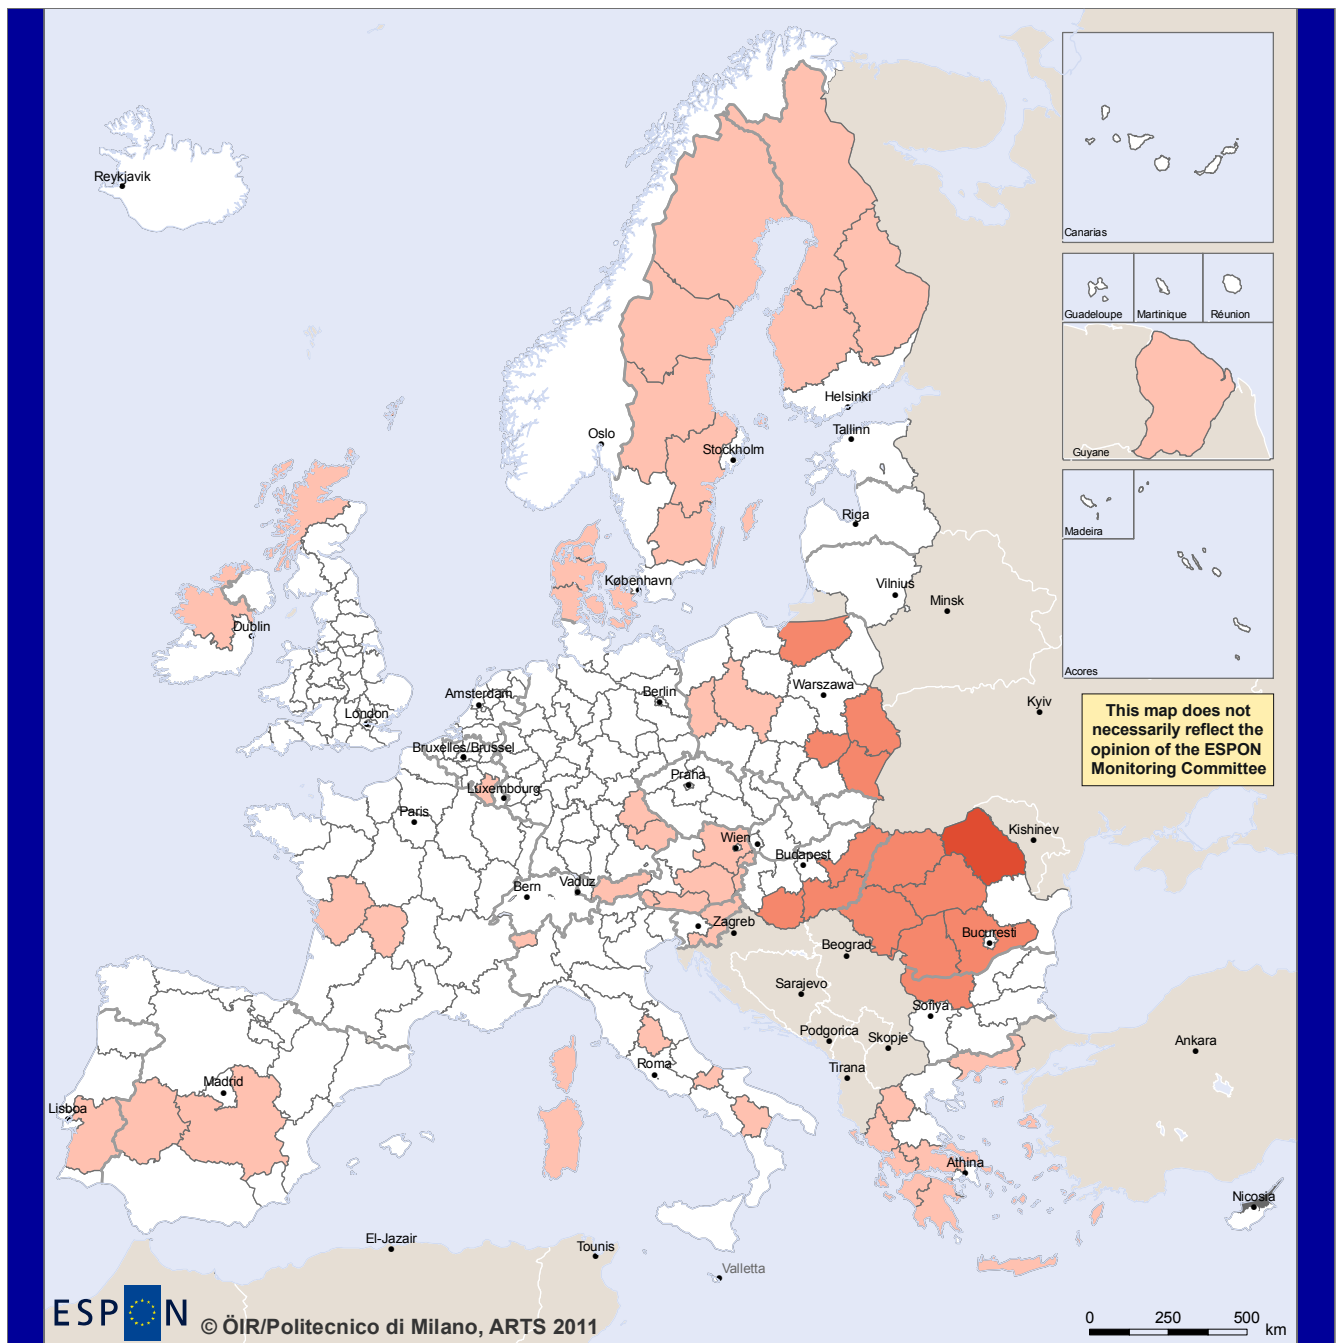 Reykjavik
Canarias
Guadeloupe
Martinique
Réunion
Guyane
Helsinki
Tallinn
Oslo
Stockholm
Madeira
Riga
København
Vilnius
Minsk
Dublin
Acores
Warszawa
Amsterdam
Berlin
Kyiv
London
This map does not
necessarily reflect the
opinion of the ESPON
Monitoring Committee
Bruxelles/Brussel
Praha
Luxembourg
Paris
Kishinev
Wien
Budapest
Bern
Vaduz
Zagreb
Bucuresti
Beograd
Sarajevo
Sofiya
Podgorica
Skopje
Ankara
Roma
Tirana
Madrid
Lisboa
Athina
Nicosia
El-Jazair
Tounis
Valletta
ESPON
© ÖIR/Politecnico di Milano, ARTS 2011
0 250 500
km